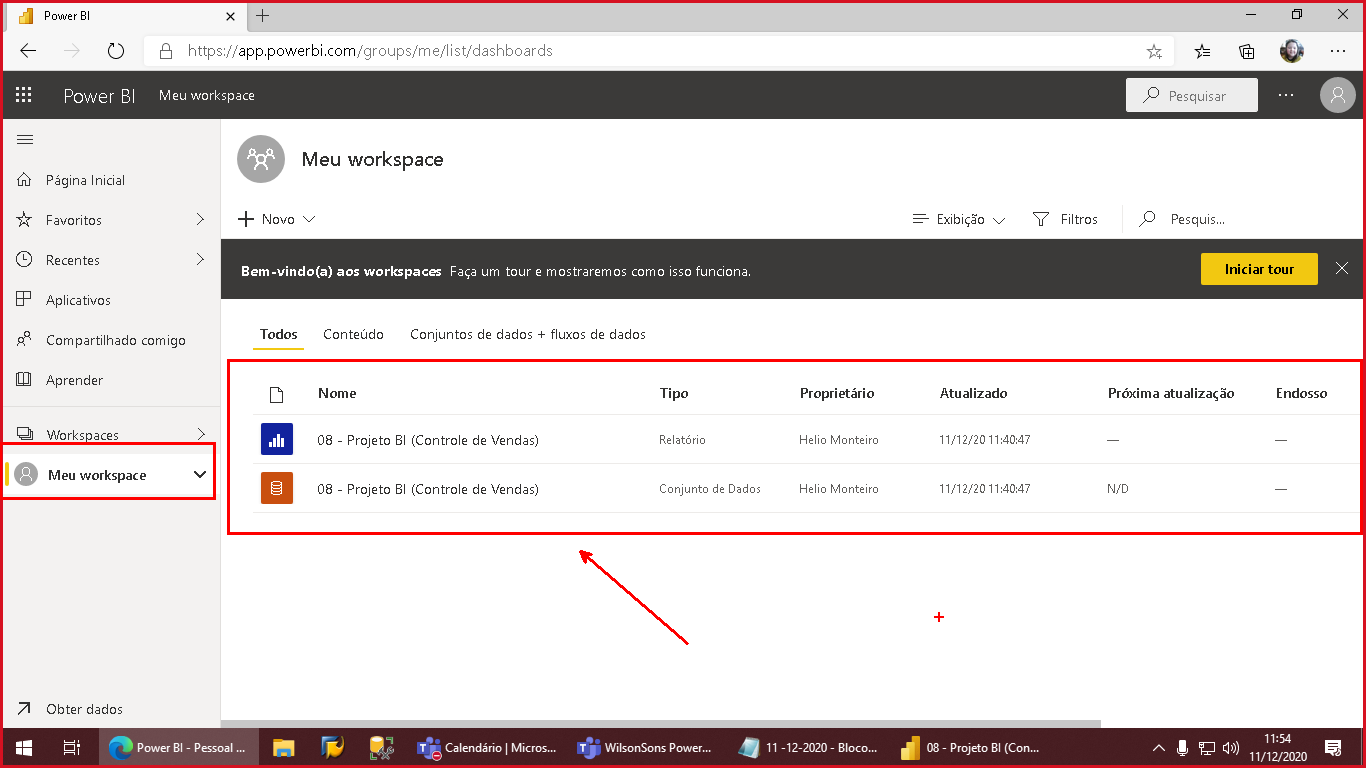 Power BI
https://app.powerbi.com/groups/me/list/dashboards
Power BI Meu workspace Pesquisar
Meu workspace
Página Inicial
Favoritos
Recentes
Aplicativos
Compartilhado comigo
Aprender
Workspaces
Meu workspace
Obter dados
Novo Exibição Filtros Pesquis...
Bem-vindo(a) aos workspaces Faça um tour e mostraremos como isso funciona. Iniciar tour
Todos Conteúdo Conjuntos de dados + fluxos de dados
Nome Tipo Proprietário Atualizado Próxima atualização Endosso
08 - Projeto BI (Controle de Vendas) Relatório Helio Monteiro 11/12/20 11:40:47 — —
08 - Projeto BI (Controle de Vendas) Conjunto de Dados Helio Monteiro 11/12/20 11:40:47 N/D —
Power BI - Pessoal ... Calendário | Micros... WilsonSons Power... 11 -12-2020 - Bloco... 08 - Projeto BI (Con...
11:54
11/12/2020